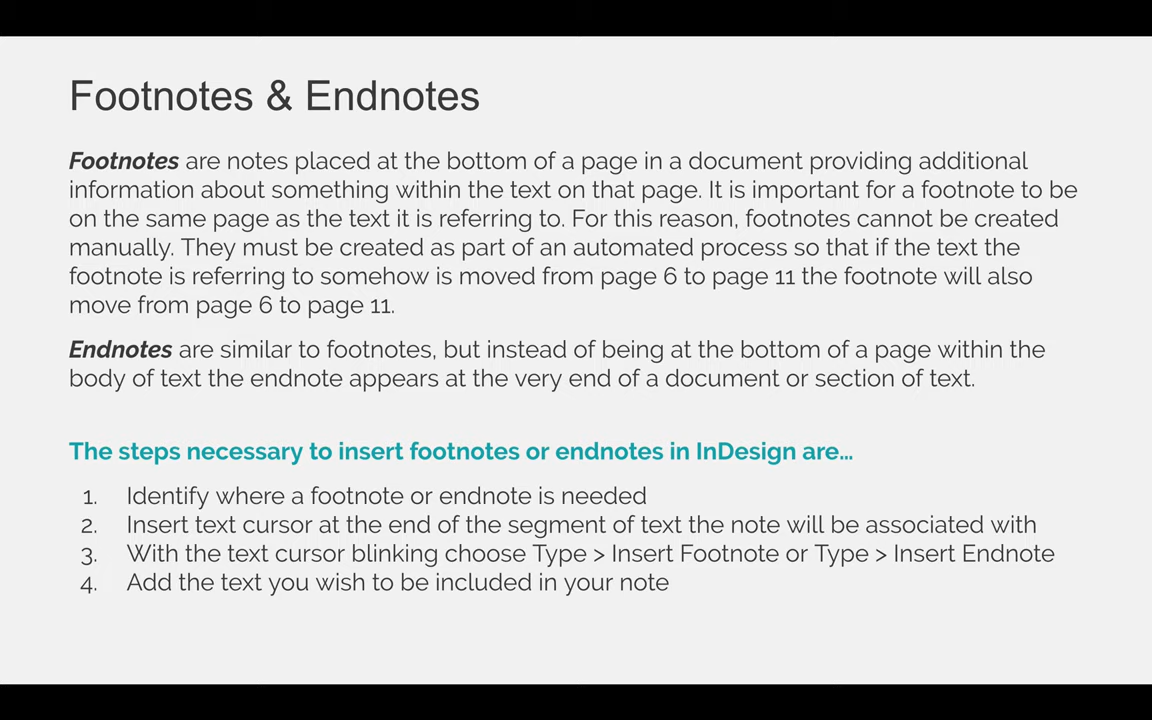 Footnotes & Endnotes
Footnotes are notes placed at the bottom of a page in a document providing additional
information about something within the text on that page. It is important for a footnote to be
on the same page as the text it is referring to. For this reason, footnotes cannot be created
manually. They must be created as part of an automated process so that if the text the
footnote is referring to somehow is moved from page 6 to page 11 the footnote will also
move from page 6 to page 11.
Endnotes are similar to footnotes, but instead of being at the bottom of a page within the
body of text the endnote appears at the very end of a document or section of text.
The steps necessary to insert footnotes or endnotes in InDesign are…
1. Identify where a footnote or endnote is needed
2. Insert text cursor at the end of the segment of text the note will be associated with
3. With the text cursor blinking choose Type > Insert Footnote or Type > Insert Endnote
4. Add the text you wish to be included in your note